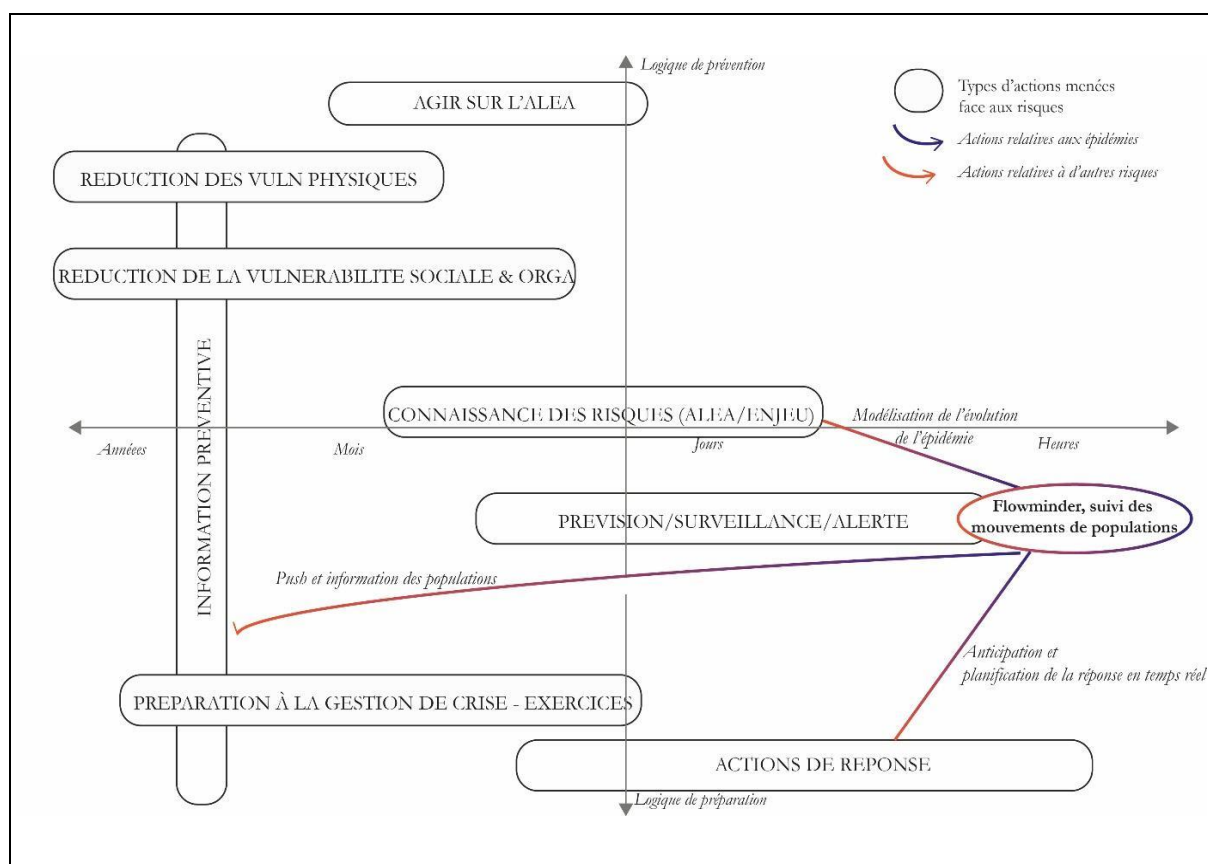 Logique de prévention
AGIR SUR L'ALEA
Types d'actions menées
face aux risques
Actions relatives aux épidémies
Actions relatives à d'autres risques
REDUCTION DES VULN PHYSIQUES
REDUCTION DE LA VULNERABILITE SOCIALE & ORGA
INFORMATION PREVENTIVE
CONNAISSANCE DES RISQUES (ALEA/ENJEU)
Modélisation de l'évolution
de l'épidémie
Années
Mois
Jours
Heures
PREVISION/SURVEILLANCE/ALERTE
Flowminder, suivi des
mouvements de populations
Push et information des populations
Anticipation et
planification de la réponse en temps réel
PREPARATION À LA GESTION DE CRISE - EXERCICES
ACTIONS DE REPONSE
Logique de préparation